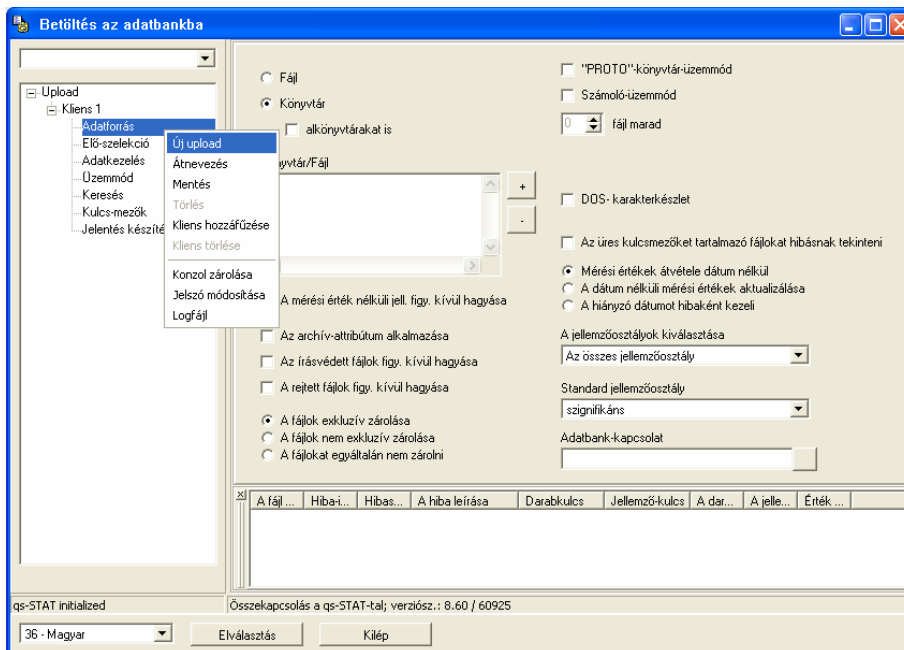 Betöltés az adatbankba
Upload
Kliens 1
Adatforrás
Elő-szelekció
Adatkezelés
Üzemmód
Keresés
Kulcs-mezők
Jelentés készíté
Új upload
Átnevezés
Mentés
Törlés
Kliens hozzáfűzése
Kliens törlése
Konzol zárolása
Jelszó módosítása
Logfájl
Fájl
Könyvtár
alkönyvtárakat is
nyvtár/Fájl
+
-
A mérési érték nélküli jell. figy. kívül hagyása
Az archív-attribútum alkalmazása
Az írásvédett fájlok figy. kívül hagyása
A rejtett fájlok figy. kívül hagyása
A fájlok exkluzív zárolása
A fájlok nem exkluzív zárolása
A fájlokat egyáltalán nem zárolni
"PROTO"-könyvtár-üzemmód
Számoló-üzemmód
0 fájl marad
DOS- karakterkészlet
Az üres kulcsmezőket tartalmazó fájlokat hibásnak tekinteni
Mérési értékek átvétele dátum nélkül
A dátum nélküli mérési értékek aktualizálása
A hiányzó dátumot hibaként kezeli
A jellemzőosztályok kiválasztása
Az összes jellemzőosztály
Standard jellemzőosztály
szignifikáns
Adatbank-kapcsolat
A fájl ... Hiba-i... Hibas... A hiba leírása Darabkulcs Jellemző-kulcs A dar... A jelle... Érték ...
qs-STAT initialized Összekapcsolás a qs-STAT-tal; verziósz.: 8.60 / 60925
36 - Magyar Elválasztás Kilép